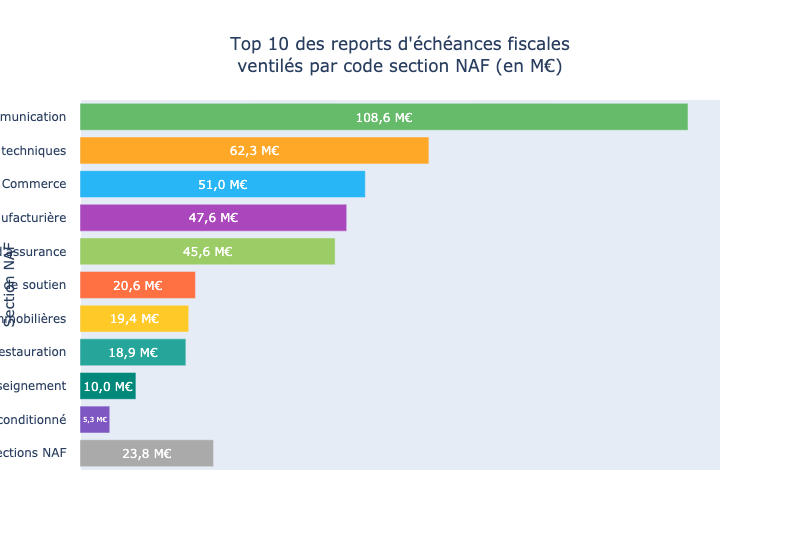 Top 10 des reports d'échéances fiscales
ventilés par code section NAF (en M€)
munication 108,6 M€
techniques 62,3 M€
Commerce 51,0 M€
ufacturière 47,6 M€
assurance 45,6 M€
de soutien 20,6 M€
mobilières 19,4 M€
estauration 18,9 M€
seignement 10,0 M€
conditionné 5,3 M€
ections NAF 23,8 M€
Section NAF